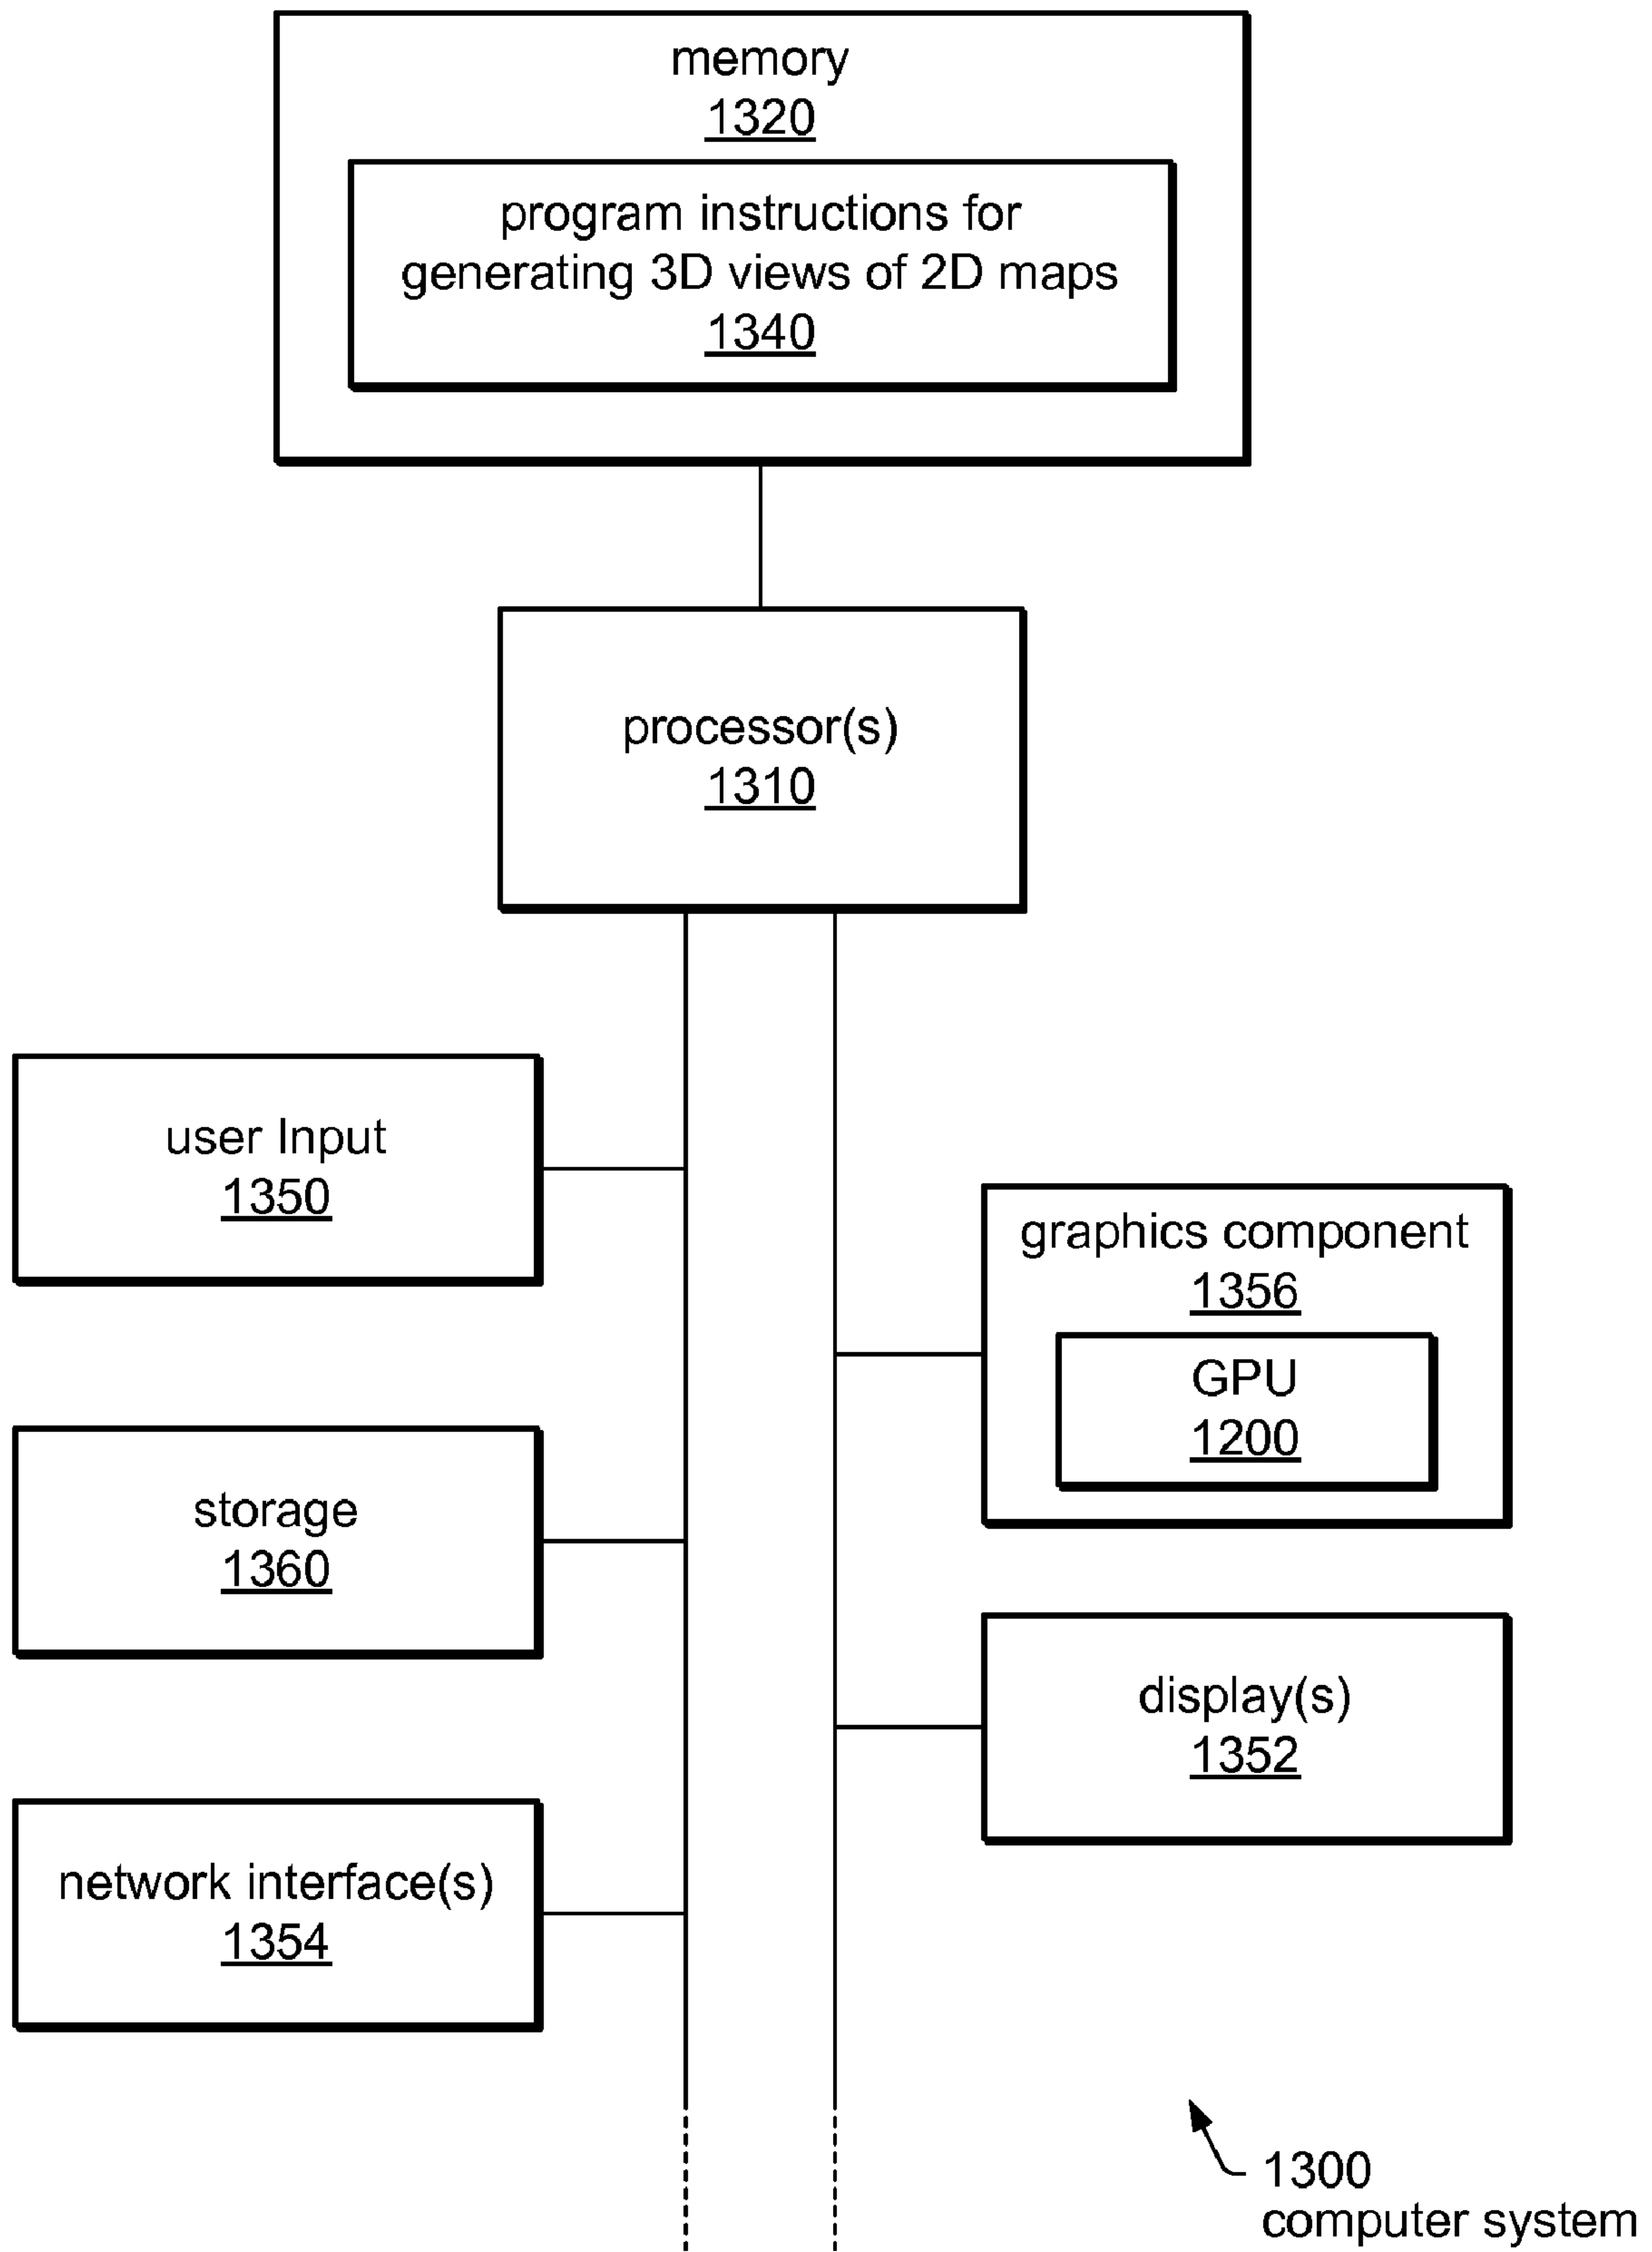 memory
1320
program instructions for
generating 3D views of 2D maps
1340
processor(s)
1310
user Input
1350
graphics component
1356
GPU
1200
storage
1360
display(s)
1352
network interface(s)
1354
1300
computer system